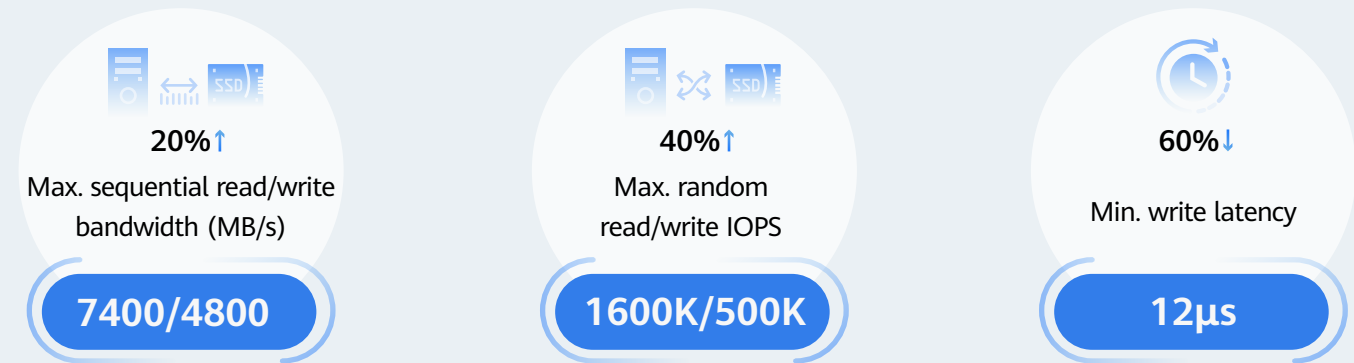 SSD
20%↑
Max. sequential read/write
bandwidth (MB/s)
7400/4800
SSD
40%↑
Max. random
read/write IOPS
1600K/500K
60%↓
Min. write latency
12μs